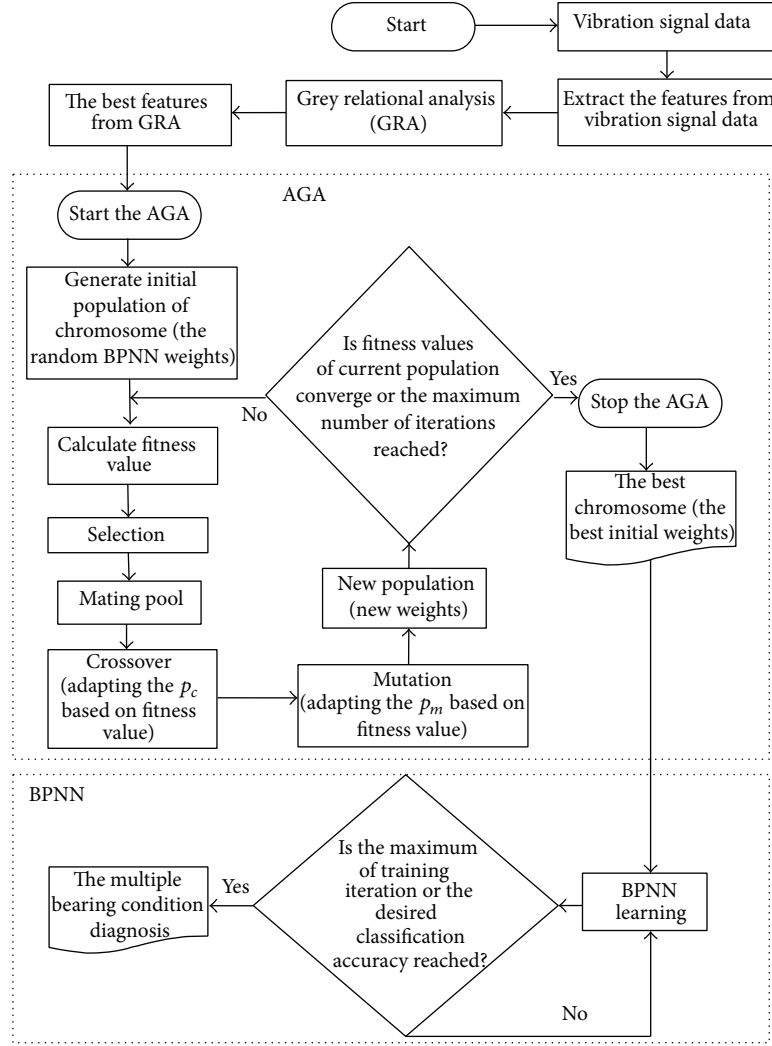 Start
Vibration signal data
Extract the features from
vibration signal data
Grey relational analysis
(GRA)
The best features
from GRA
AGA
Start the AGA
Generate initial
population of
chromosome (the
random BPNN weights)
Is fitness values
of current population
converge or the maximum
number of iterations
reached?
Yes
No
Stop the AGA
Calculate fitness
value
The best
chromosome (the
best initial weights)
Selection
Mating pool
New population
(new weights)
Crossover
(adapting the p_c
based on fitness
value)
Mutation
(adapting the p_m based on
fitness value)
BPNN
Is the maximum
of training
iteration or the
desired
classification
accuracy reached?
Yes
The multiple
bearing condition
diagnosis
BPNN
learning
No